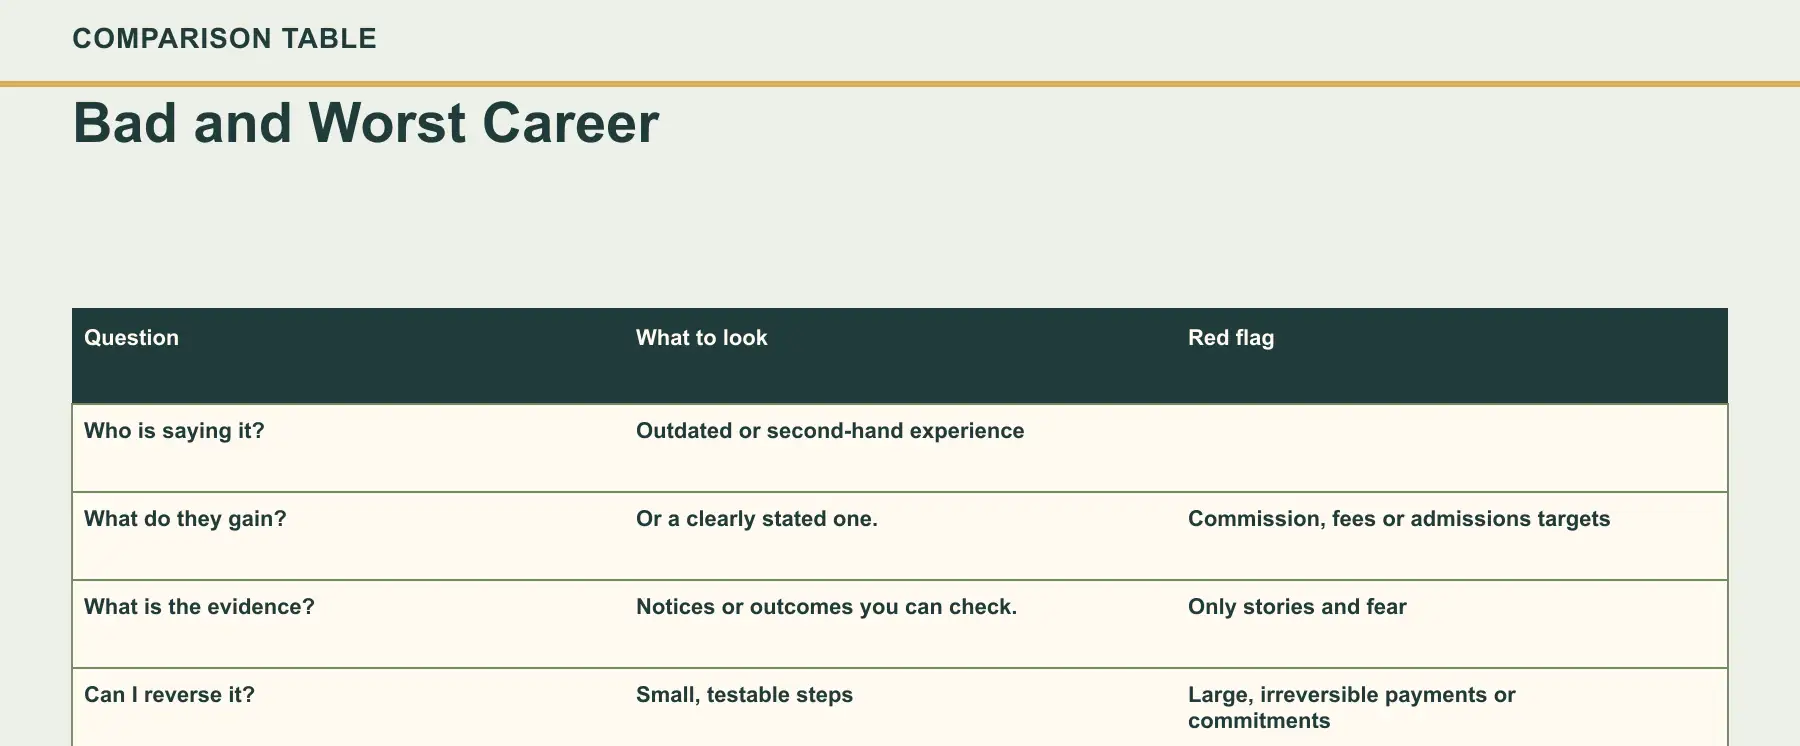 COMPARISON TABLE
Bad and Worst Career
Question What to look Red flag
Who is saying it? Outdated or second-hand experience
What do they gain? Or a clearly stated one. Commission, fees or admissions targets
What is the evidence? Notices or outcomes you can check. Only stories and fear
Can I reverse it? Small, testable steps Large, irreversible payments or
commitments